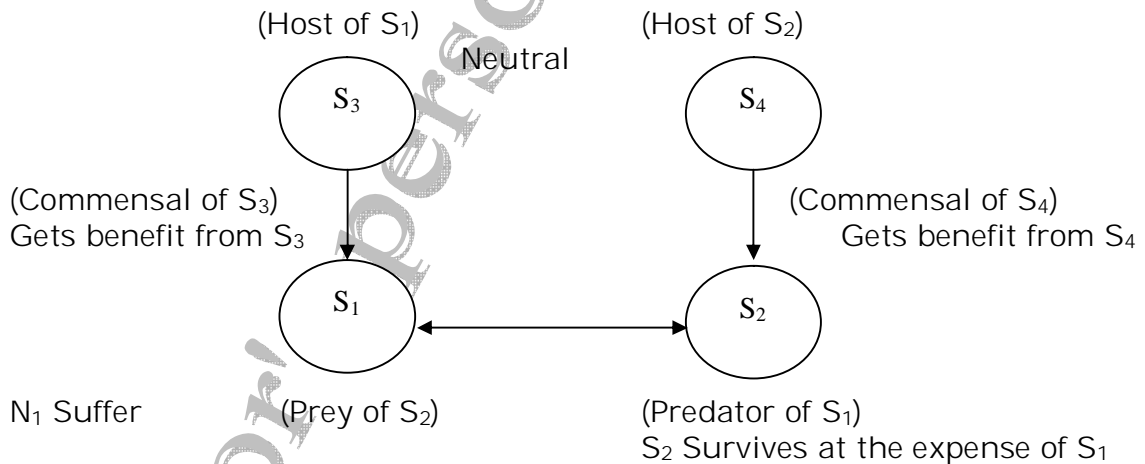 (Host of S₁) (Host of S₂)
Neutral
S₃ S₄
(Commensal of S₃) (Commensal of S₄)
Gets benefit from S₃ Gets benefit from S₄
S₁ S₂
N₁ Suffer (Prey of S₂) (Predator of S₁)
S₂ Survives at the expense of S₁